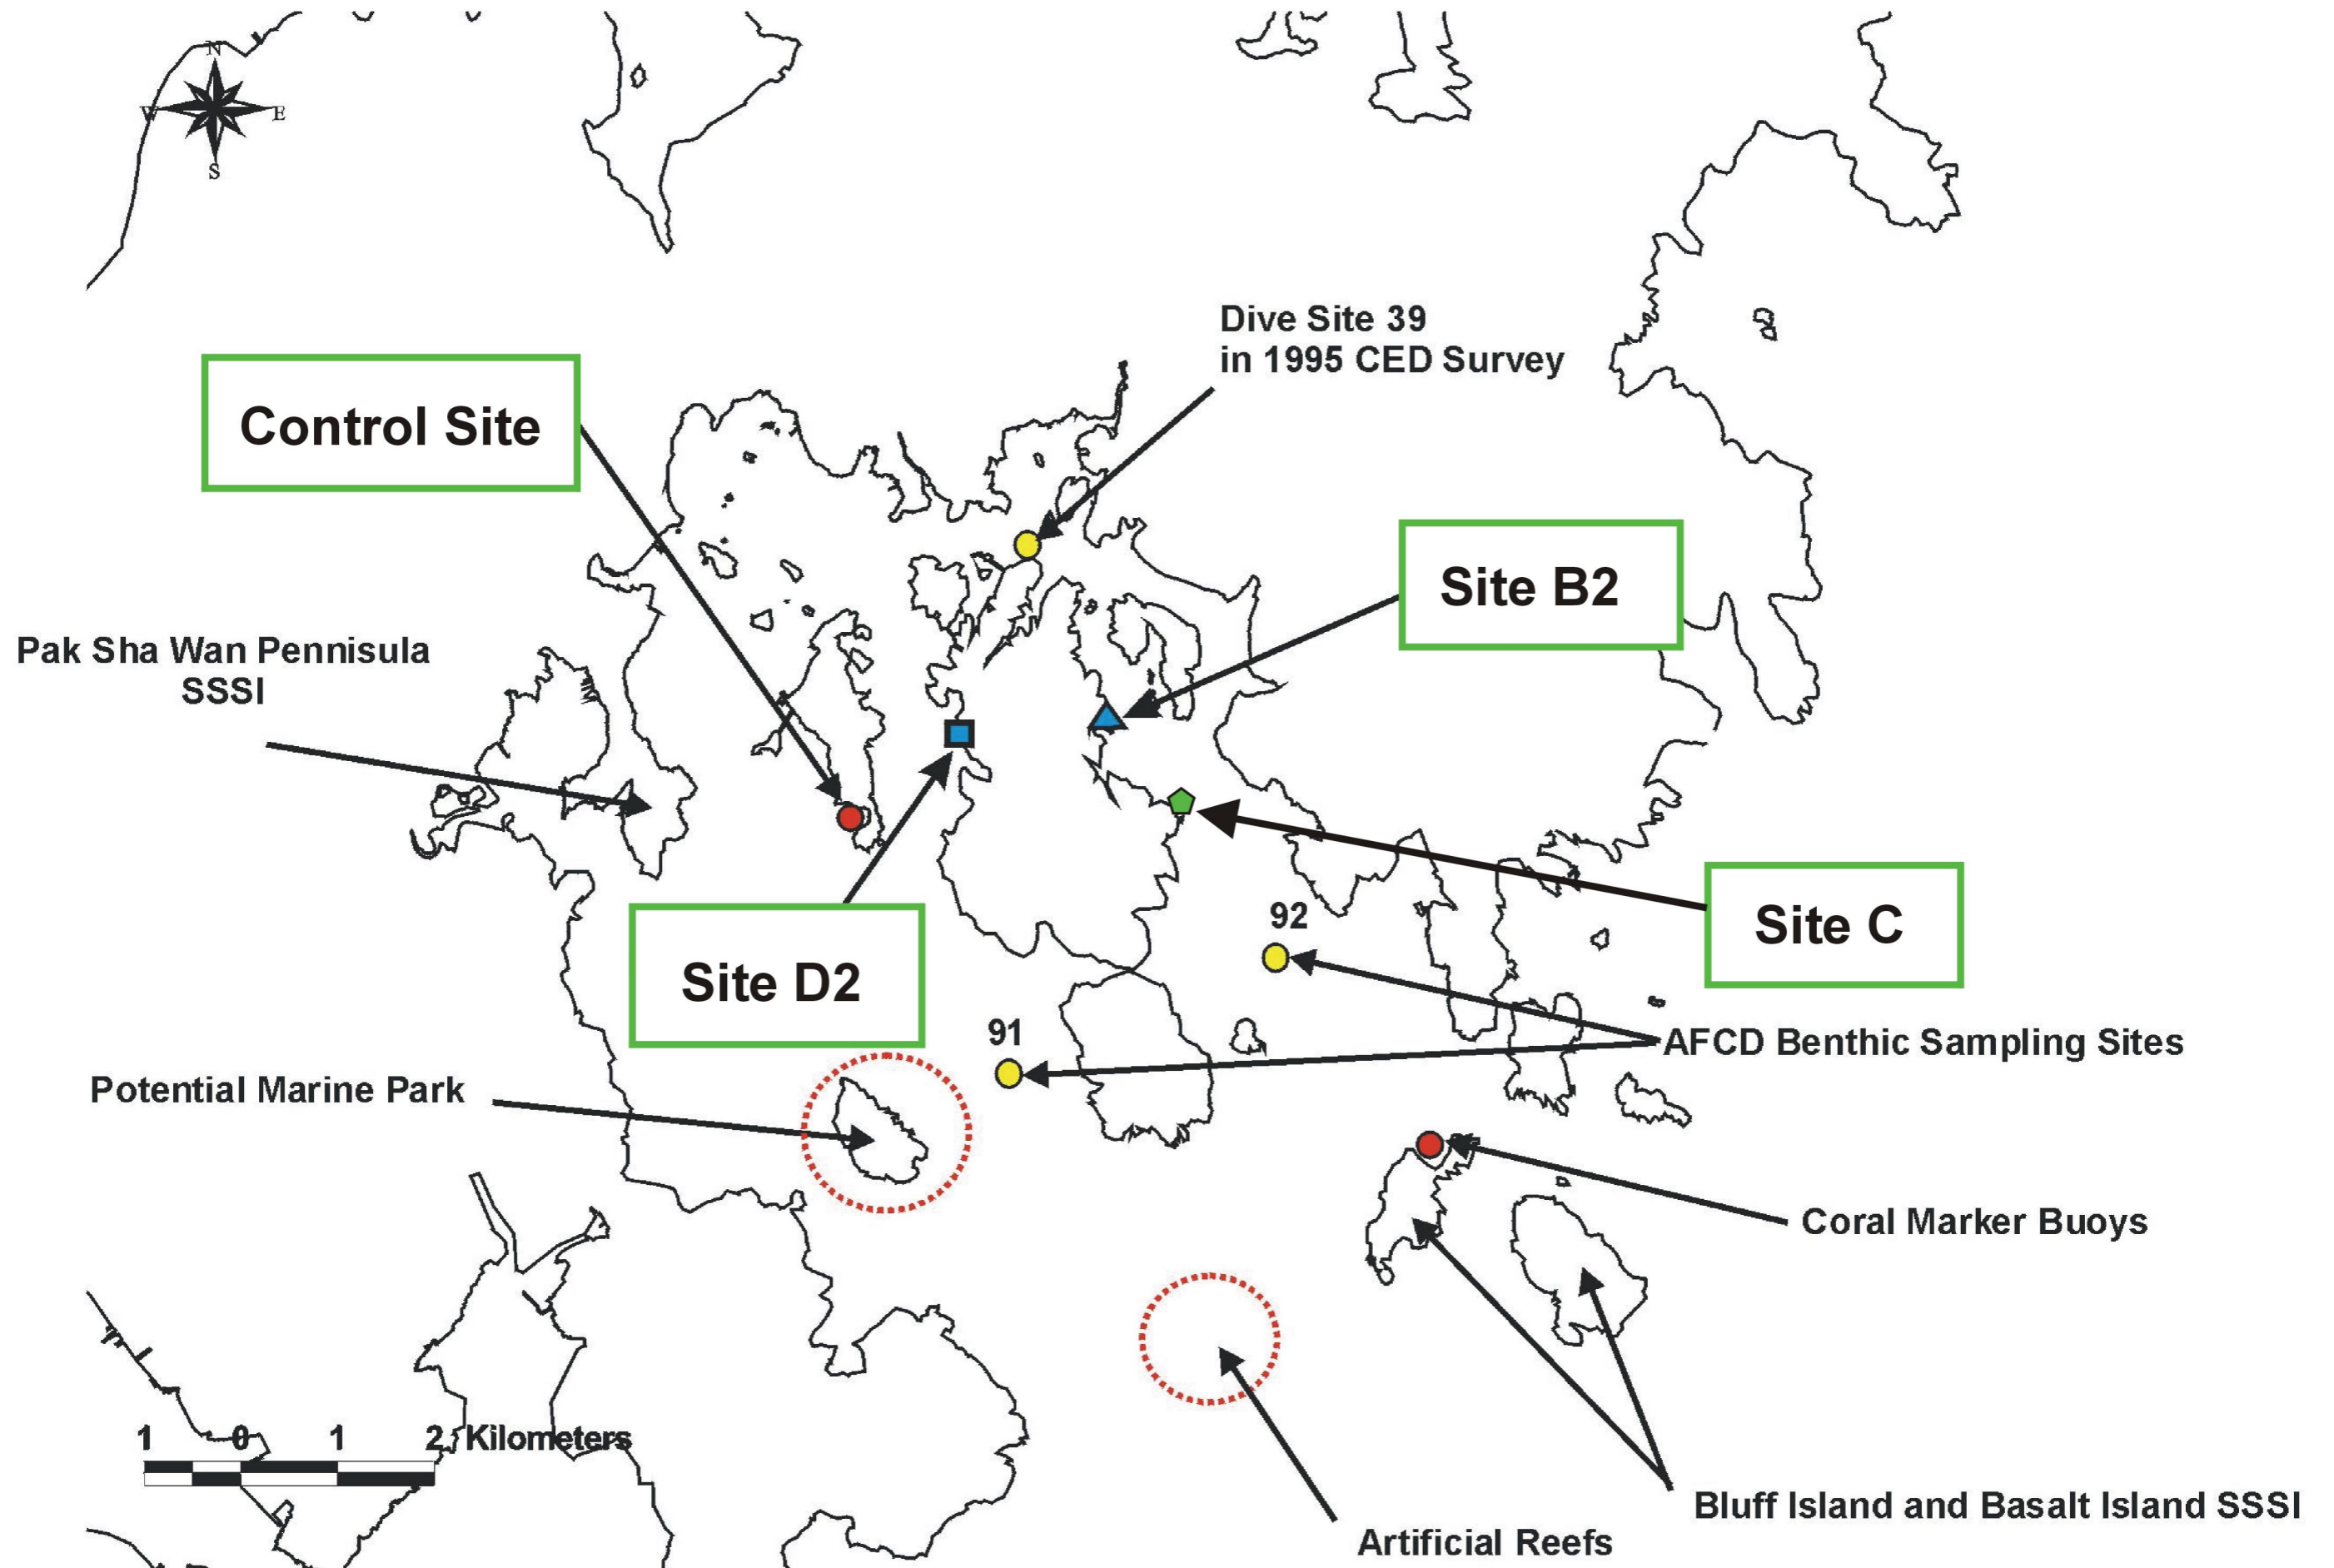 N
W E
S
Dive Site 39
in 1995 CED Survey
Control Site
Site B2
Pak Sha Wan Pennisula
SSSI
Site C
92
Site D2
91
AFCD Benthic Sampling Sites
Potential Marine Park
Coral Marker Buoys
1 0 1 2 Kilometers
Bluff Island and Basalt Island SSSI
Artificial Reefs